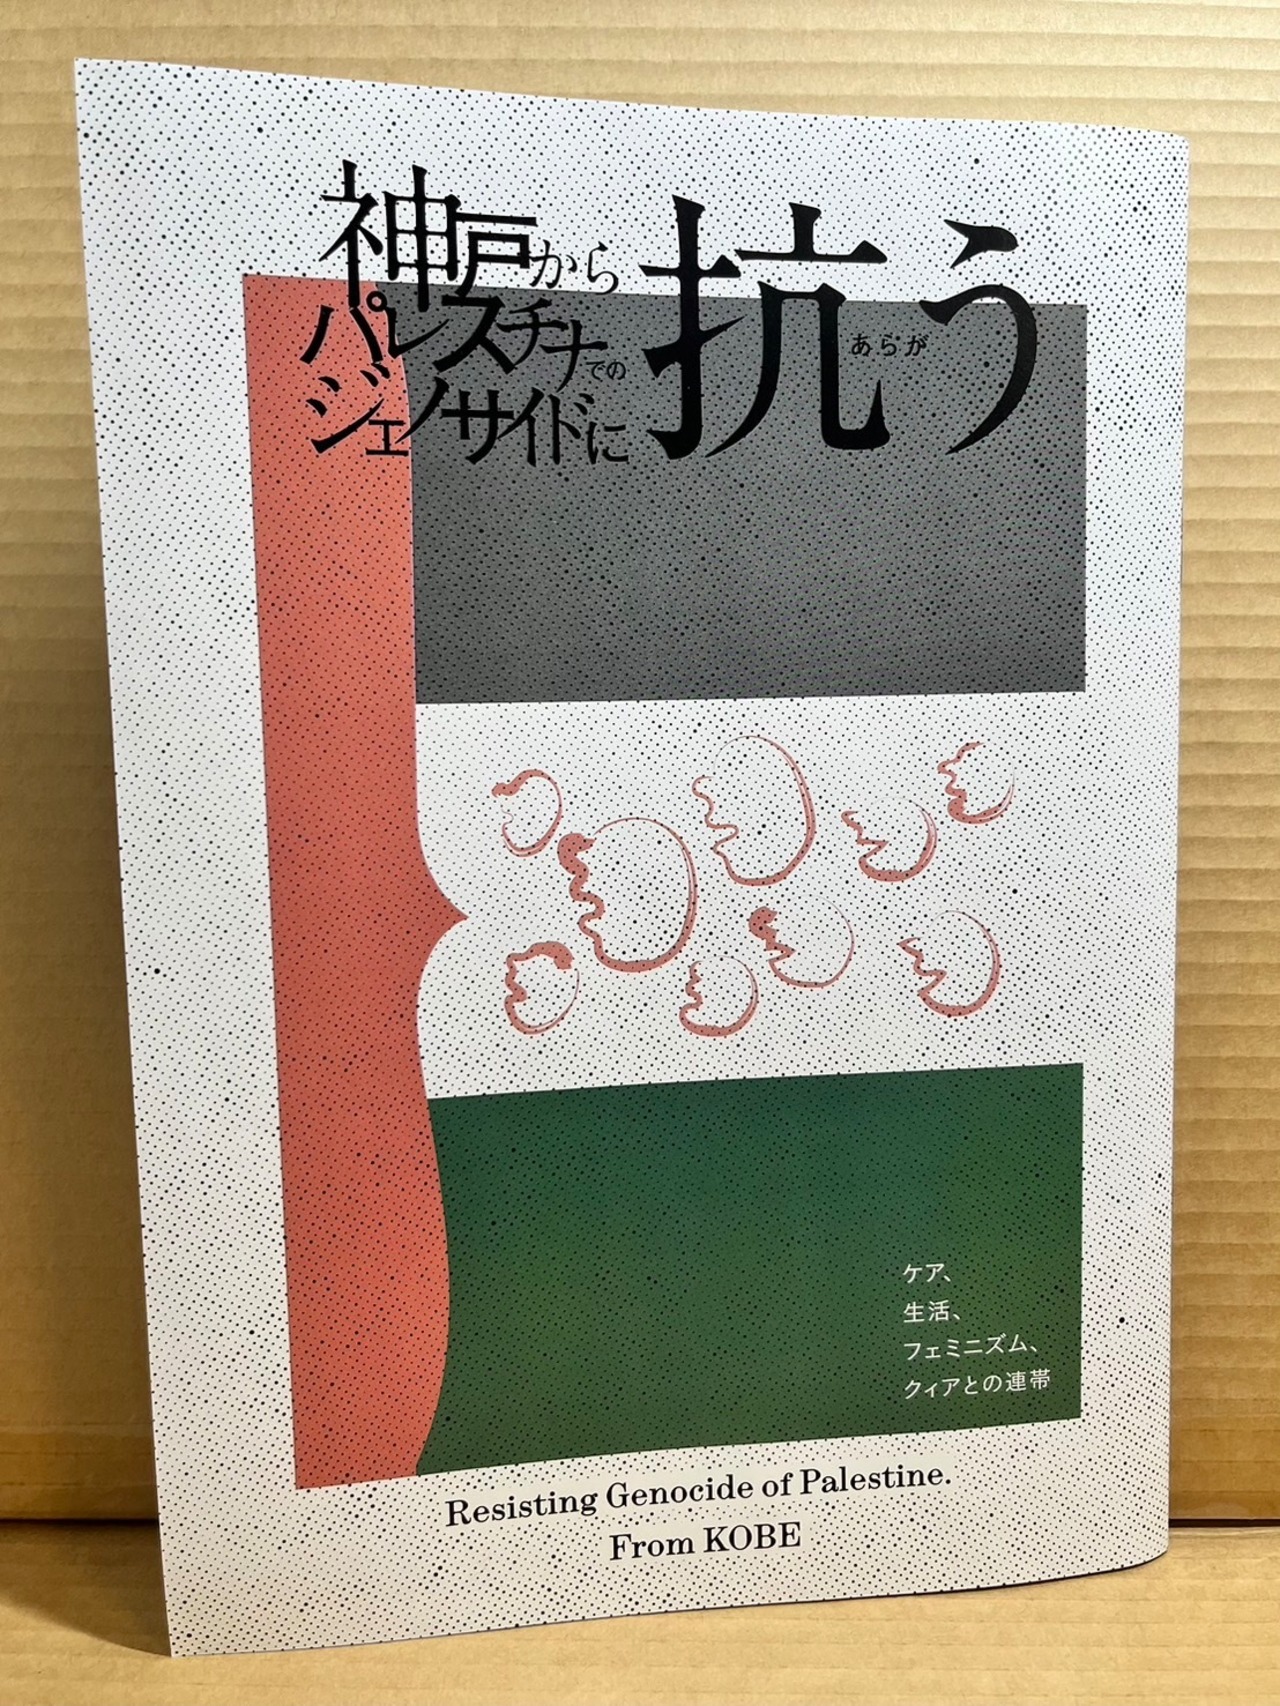 神戸から
パレスチナでの
ジェノサイドに
抗う
あらが
ケア、
生活、
フェミニズム、
クィアとの連帯
Resisting Genocide of Palestine.
From KOBE